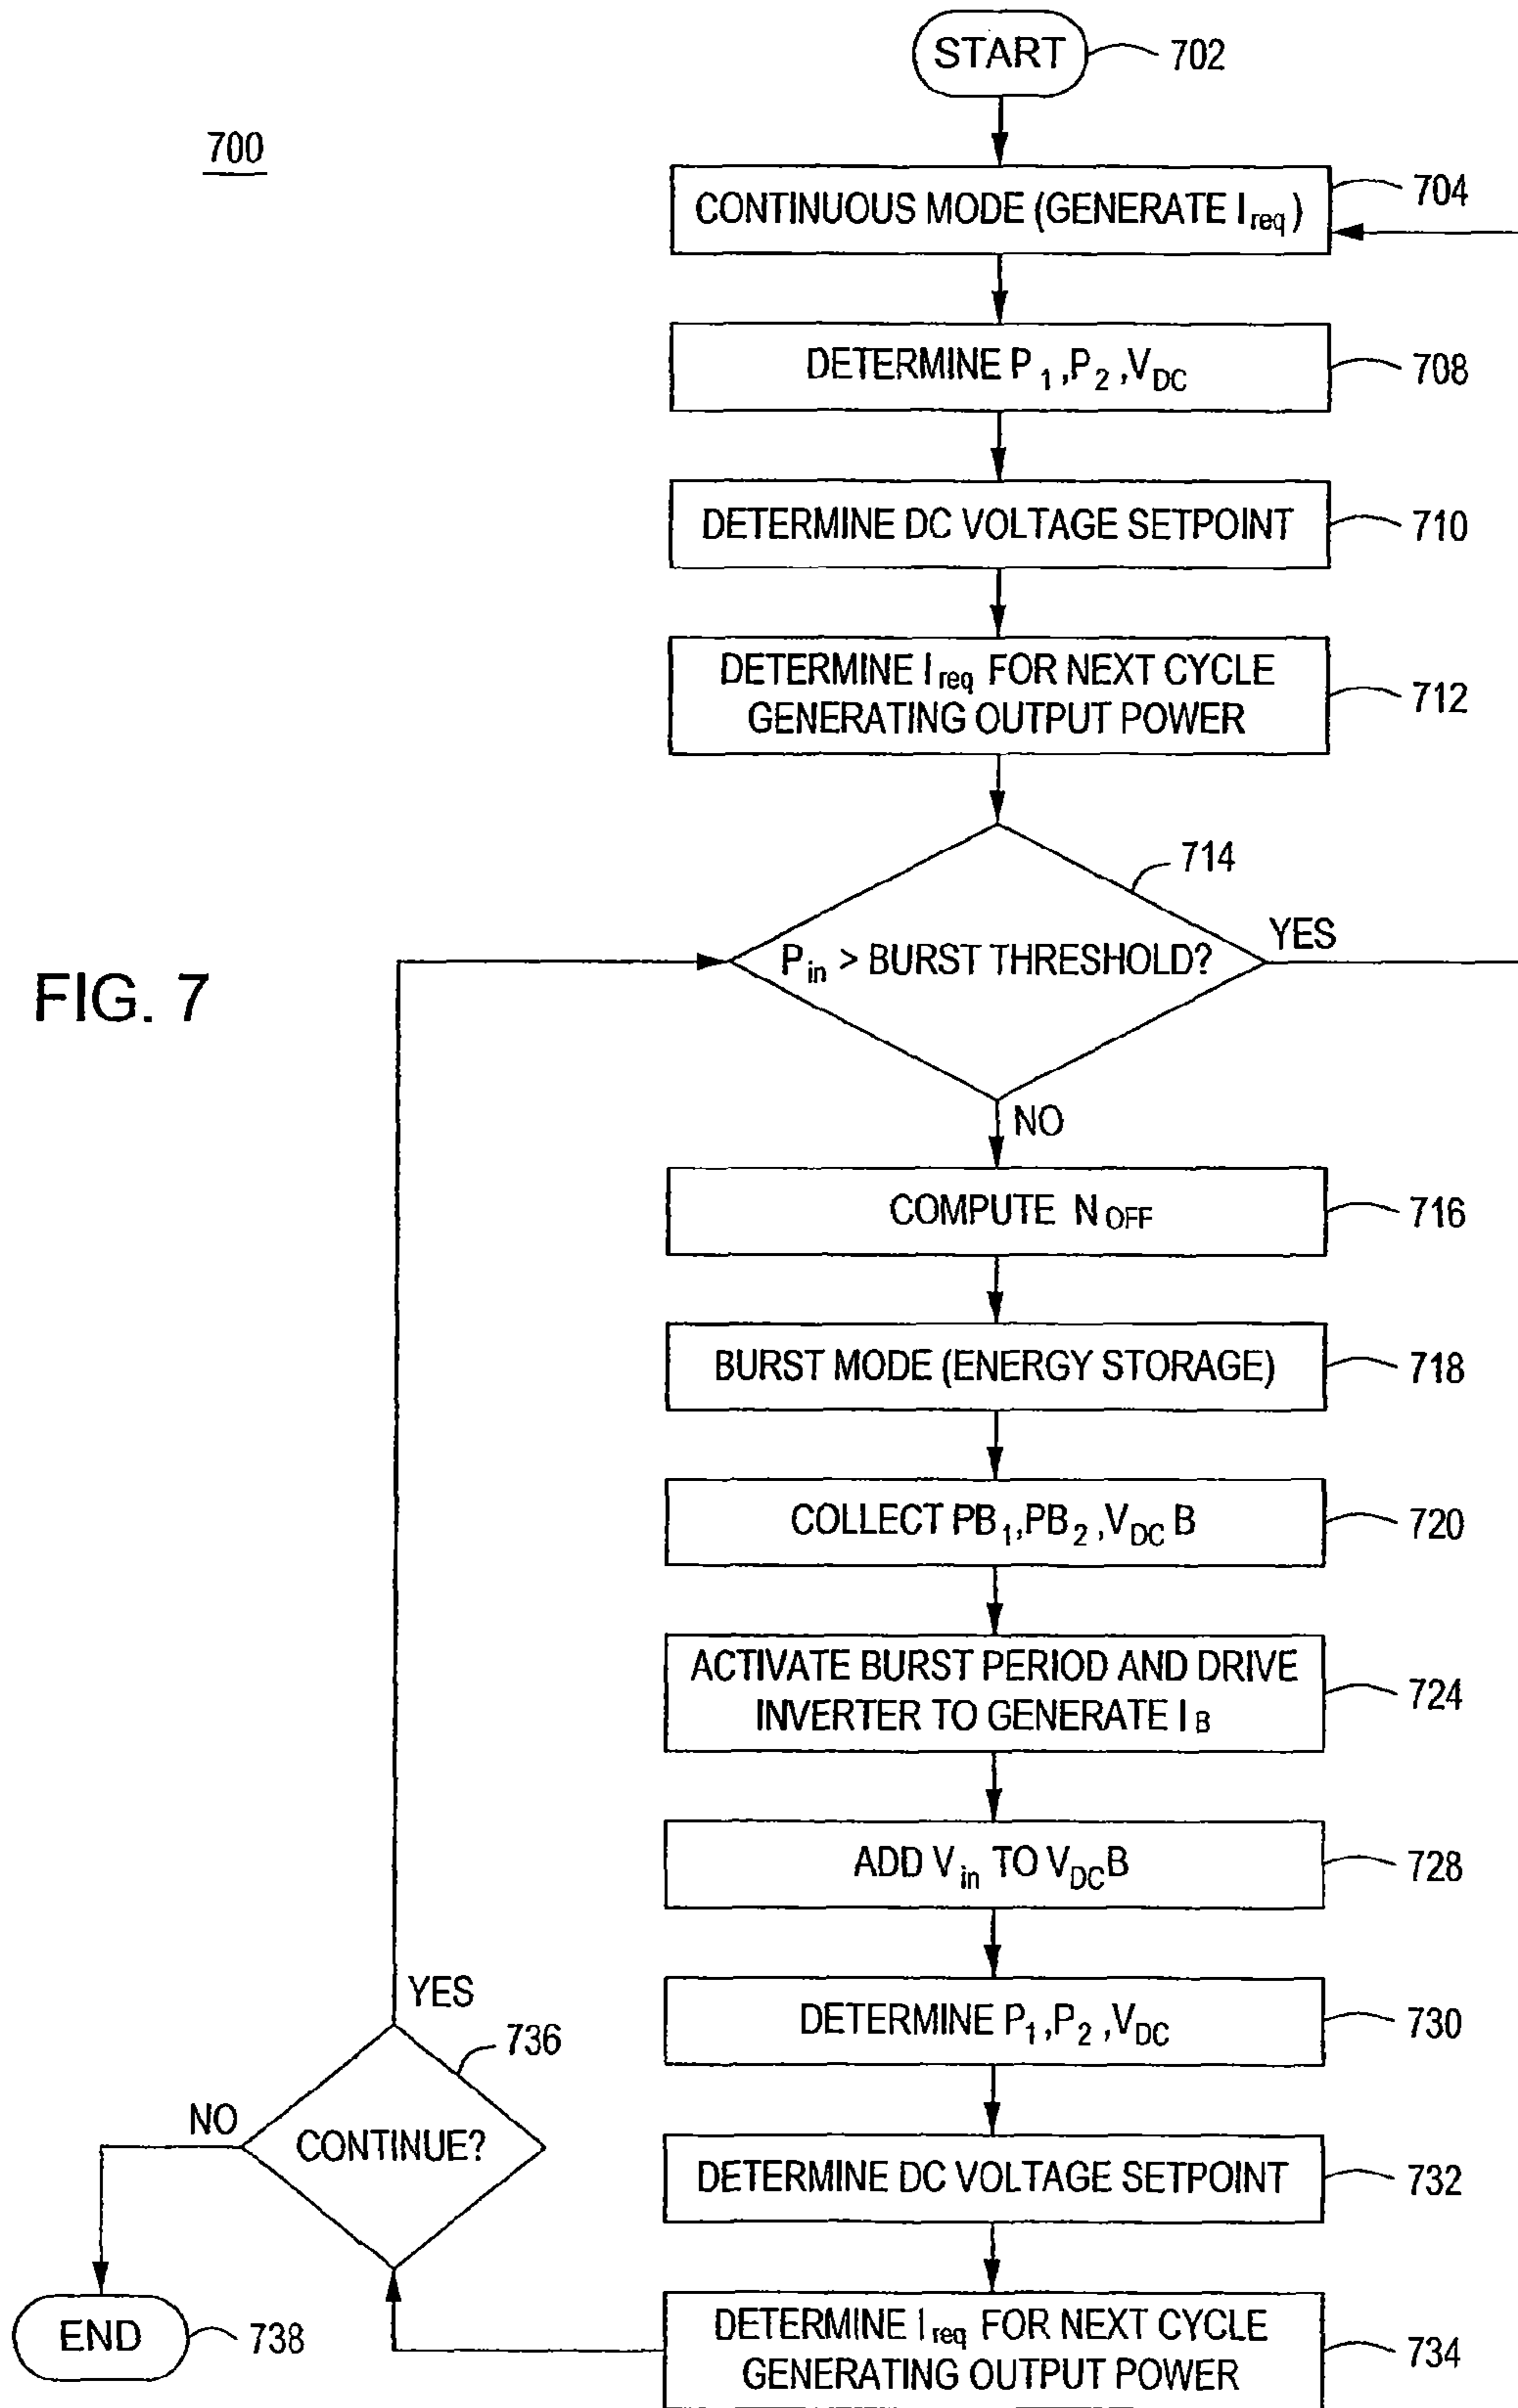 START
702
700
CONTINUOUS MODE (GENERATE Ireq)
704
DETERMINE P1,P2,VDC
708
DETERMINE DC VOLTAGE SETPOINT
710
DETERMINE Ireq FOR NEXT CYCLE
GENERATING OUTPUT POWER
712
714
Pin > BURST THRESHOLD?
YES
FIG. 7
NO
COMPUTE NOFF
716
BURST MODE (ENERGY STORAGE)
718
COLLECT PB1,PB2,VDC B
720
ACTIVATE BURST PERIOD AND DRIVE
INVERTER TO GENERATE IB
724
ADD Vin TO VDCB
728
YES
DETERMINE P1,P2,VDC
730
736
NO
CONTINUE?
DETERMINE DC VOLTAGE SETPOINT
732
END
738
DETERMINE Ireq FOR NEXT CYCLE
GENERATING OUTPUT POWER
734